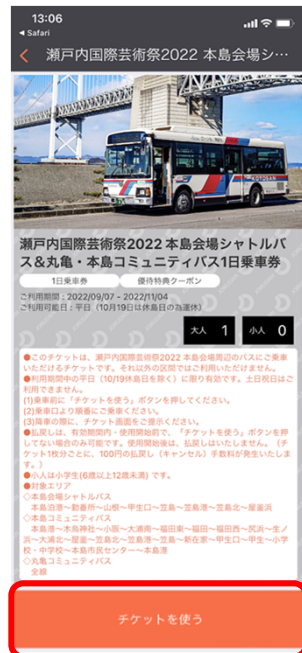 13:06
◀ Safari
瀬戸内国際芸術祭2022 本島会場シ…
瀬戸内国際芸術祭2022 本島会場シャトルバ
ス&丸亀・本島コミュニティバス1日乗車券
1日乗車券
優待特典クーポン
ご利用期間：2022/09/07 - 2022/11/04
ご利用可能日：平日（10月19日は休島日の為運休）
大人 1
小人 0
●このチケットは、瀬戸内国際芸術祭2022 本島会場周辺のバスにご乗車
いただけるチケットです。それ以外の区間ではご利用いただけません。
●利用期間中の平日（10/19休島日を除く）に限り有効です。土日祝日はご
利用できません。
(1)乗車前に「チケットを使う」ボタンを押してください。
(2)乗車口より順番にご乗車ください。
(3)降車の際に、チケット画面をご提示ください。
●払戻しは、有効期間内・使用開始前で、「チケットを使う」ボタンを押
してない場合のみ可能です。使用開始後は、払戻しはいたしません。（チ
ケット1枚分ごとに、100円の払戻し（キャンセル）手数料が発生いたしま
す。）
●小人は小学生(6歳以上12歳未満) です。
●対象エリア
◇本島会場シャトルバス
本島泊港〜勤番所〜山根〜甲生口〜笠島〜笠島港〜笠島北〜屋釜浜
◇本島コミュニティバス
本島港〜木烏神社〜小阪〜大浦南〜福田東〜福田〜福田西〜尻浜〜生ノ
浜〜大浦北〜屋釜〜笠島北〜笠島港〜笠島〜新在家〜甲生口〜甲生〜小学
校・中学校〜本島市民センター〜本島港
◇丸亀コミュニティバス
全線
チケットを使う